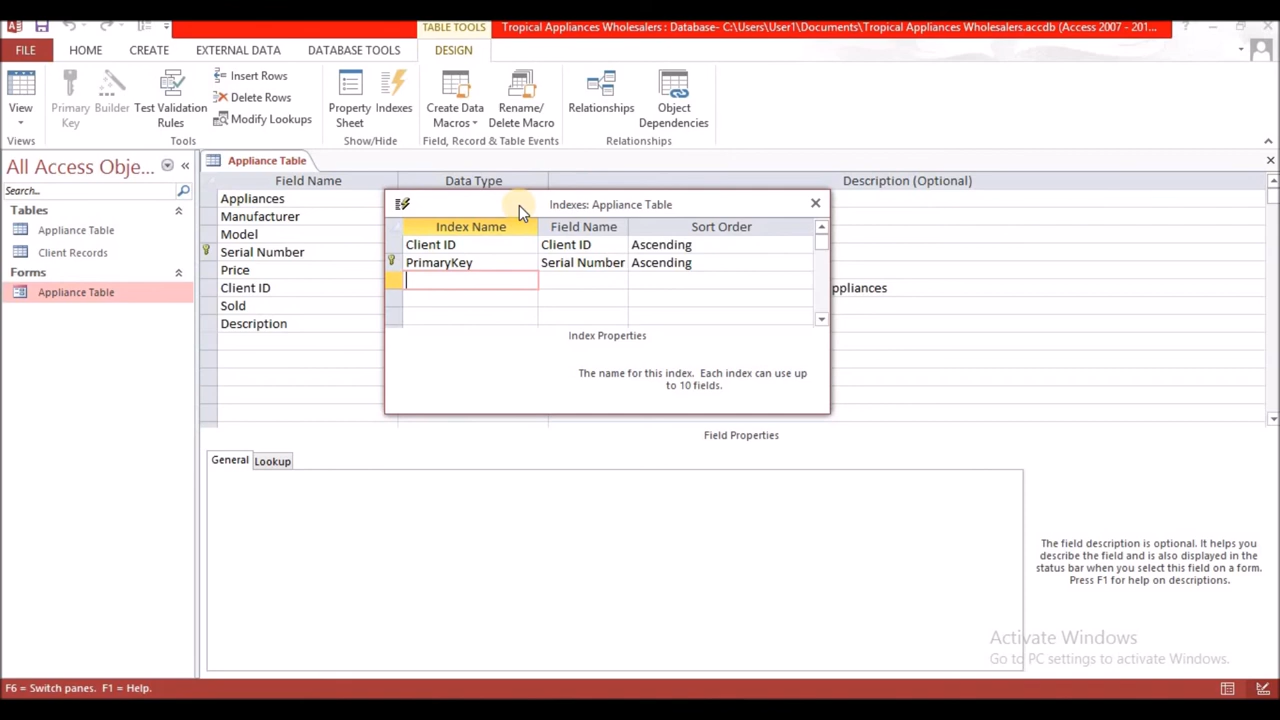 TABLE TOOLS
Tropical Appliances Wholesalers : Database- C:\Users\User1\Documents\Tropical Appliances Wholesalers.accdb (Access 2007 - 201...
FILE HOME CREATE EXTERNAL DATA DATABASE TOOLS DESIGN
View
Primary Key
Builder
Test Validation Rules
Insert Rows
Delete Rows
Modify Lookups
Property Sheet
Indexes
Create Data Macros
Rename/ Delete Macro
Relationships
Object Dependencies
Views
Tools
Show/Hide
Field, Record & Table Events
Relationships
All Access Obje...
Search...
Tables
Appliance Table
Client Records
Forms
Appliance Table
Appliance Table
Field Name Data Type Description (Optional)
Appliances
Manufacturer
Model
Serial Number
Price
Client ID
ppliances
Sold
Description
Indexes: Appliance Table
Index Name Field Name Sort Order
Client ID Client ID Ascending
PrimaryKey Serial Number Ascending
Index Properties
The name for this index. Each index can use up
to 10 fields.
Field Properties
General Lookup
The field description is optional. It helps you
describe the field and is also displayed in the
status bar when you select this field on a form.
Press F1 for help on descriptions.
Activate Windows
Go to PC settings to activate Windows.
F6 = Switch panes. F1 = Help.